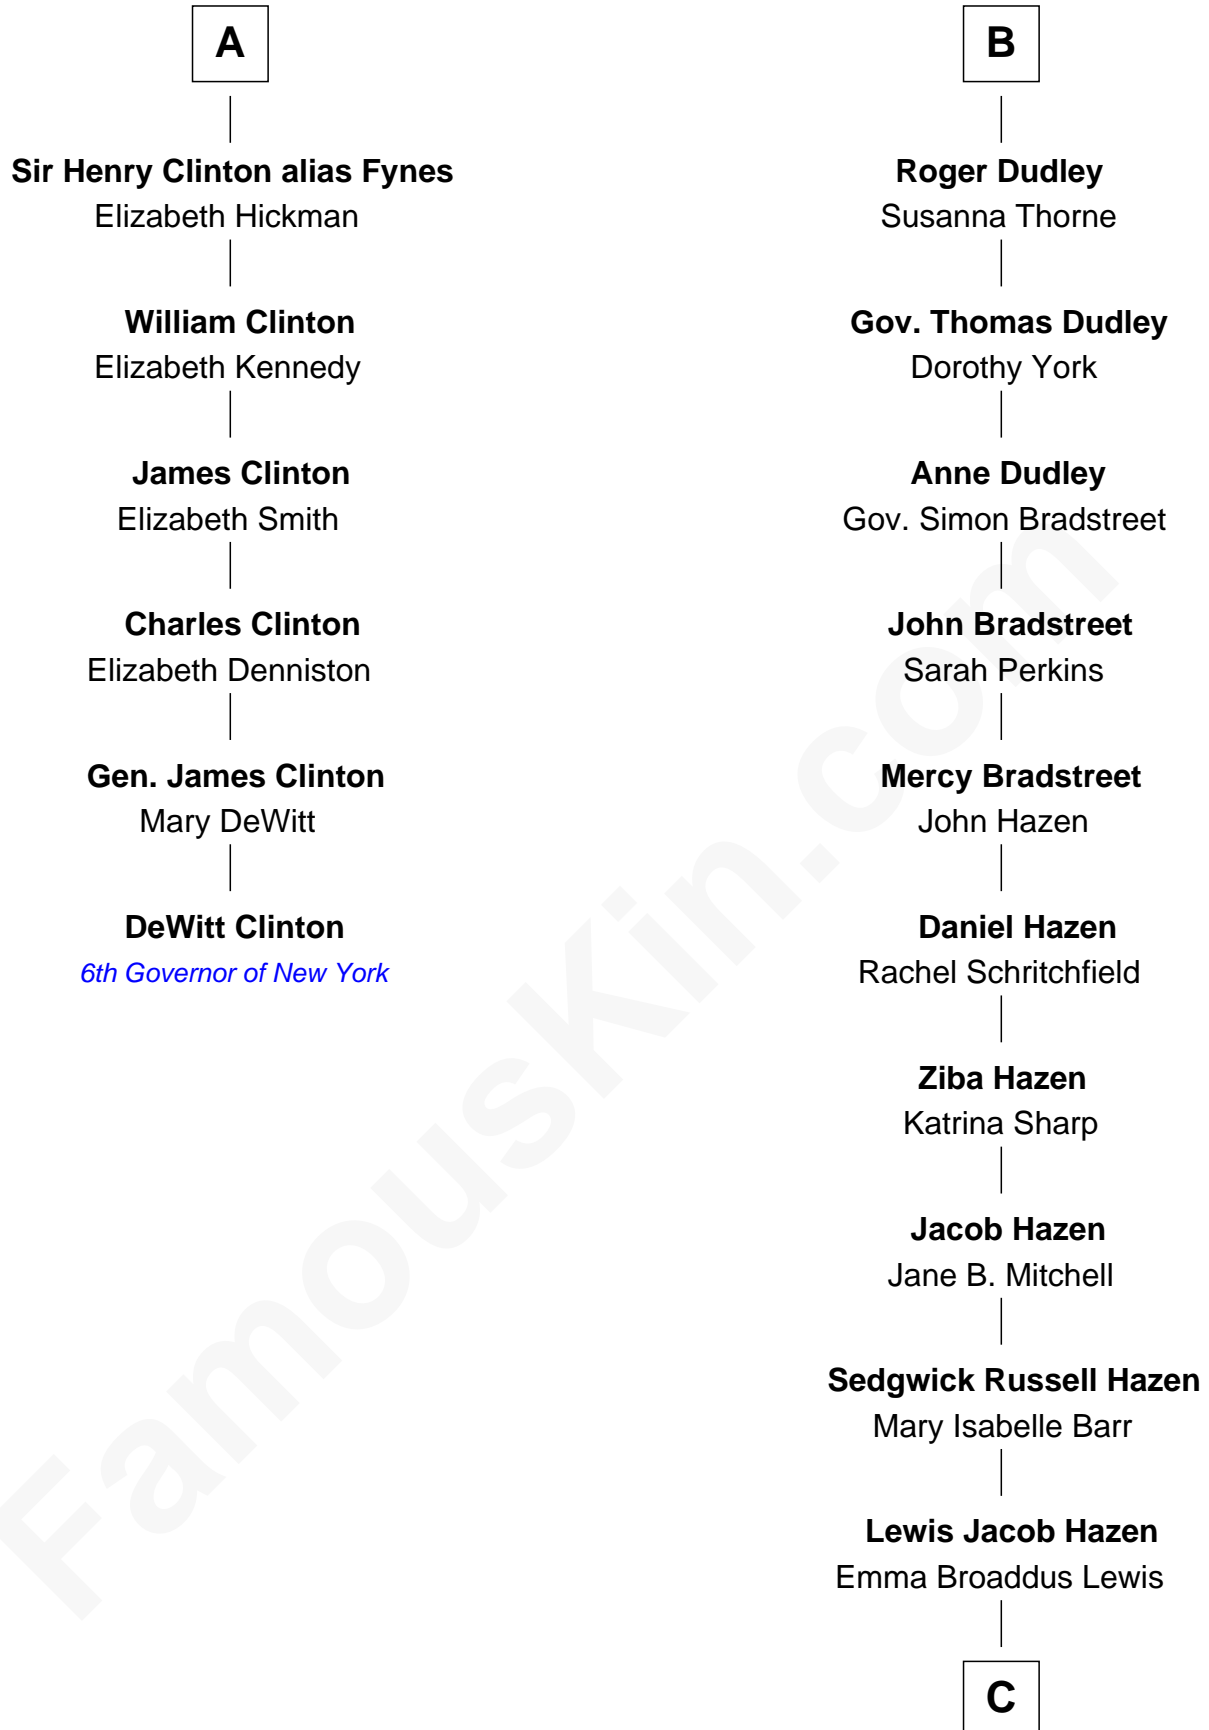 A
Sir Henry Clinton alias Fynes
Elizabeth Hickman
William Clinton
Elizabeth Kennedy
James Clinton
Elizabeth Smith
Charles Clinton
Elizabeth Denniston
Gen. James Clinton
Mary DeWitt
DeWitt Clinton
6th Governor of New York
B
Roger Dudley
Susanna Thorne
Gov. Thomas Dudley
Dorothy York
Anne Dudley
Gov. Simon Bradstreet
John Bradstreet
Sarah Perkins
Mercy Bradstreet
John Hazen
Daniel Hazen
Rachel Schritchfield
Ziba Hazen
Katrina Sharp
Jacob Hazen
Jane B. Mitchell
Sedgwick Russell Hazen
Mary Isabelle Barr
Lewis Jacob Hazen
Emma Broaddus Lewis
C
FamousKin.com